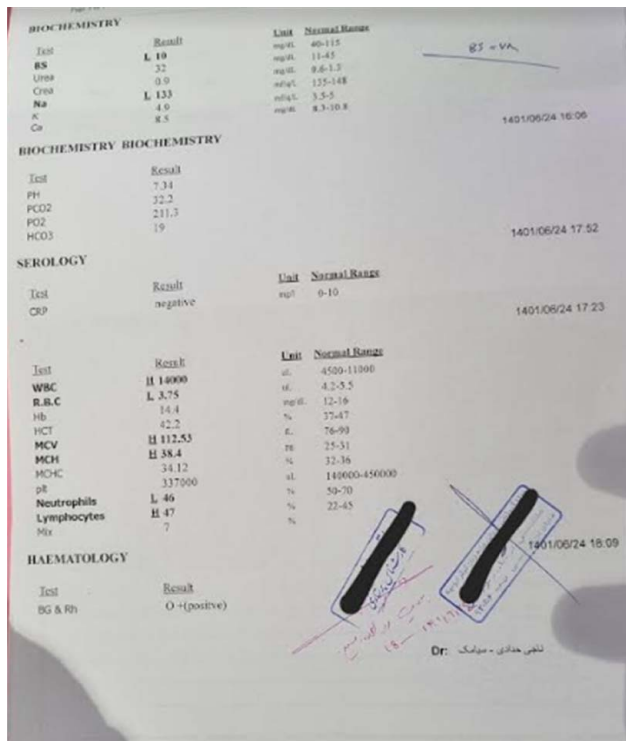 BIOCHEMISTRY
Test Result Unit Normal Range
BS L 10 mg/dl. 40-115
Urea 32 mg/dl. 11-45
Crea 0.9 mg/dl. 0.6-1.3
Na L 133 mEq/L 135-148
K 4.0 mEq/L 3.5-5
Ca 8.5 mg/dl. 8.3-10.8
1401/06/24 16:06
BIOCHEMISTRY BIOCHEMISTRY
Test Result
PH 7.34
PCO2 32.2
PO2 211.3
HCO3 19
1401/06/24 17:52
SEROLOGY
Test Result Unit Normal Range
CRP negative mg/l 0-10
1401/06/24 17:23
Test Result Unit Normal Range
WBC H 14000 uL 4500-11000
R.B.C L 3.75 uL 4.2-5.5
Hb 14.4 mg/dl. 12-16
HCT 42.2 % 37-47
MCV H 112.53 fL 76-90
MCH H 38.4 25-31
MCHC 34.12 % 32-36
plt 337000 uL 140000-450000
Neutrophils L 46 % 50-70
Lymphocytes H 47 % 22-45
Mix 7 %
1401/06/24 18:09
HAEMATOLOGY
Test Result
BG & Rh O +(positve)
Dr: ناجی حدادی - سیامک